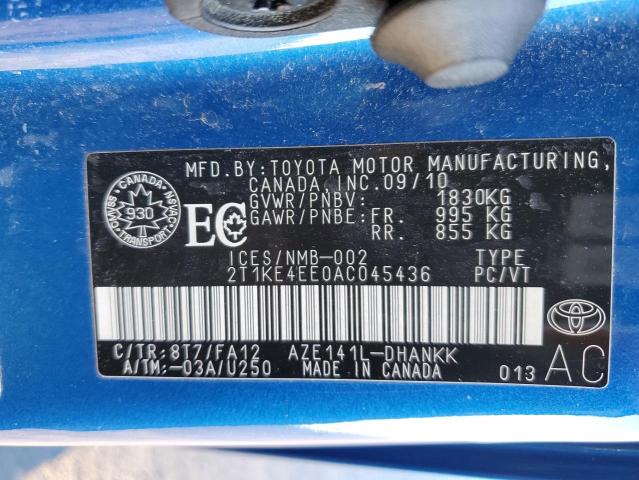 MFD. BY: TOYOTA MOTOR MANUFACTURING,
CANADA, INC. 09/10
GVWR/PNBV: 1830KG
GAWR/PNBE: FR. 995 KG
RR. 855 KG
CANADA
CMVSS
NSVAC
930
TRANSPORT
EC
ICES/NMB-002 TYPE
2T1KE4EE0AC045436 PC/VT
C/TR: 8T7/FA12 AZE141L-DHANKK
A/TM: -03A/U250 MADE IN CANADA
013 AC